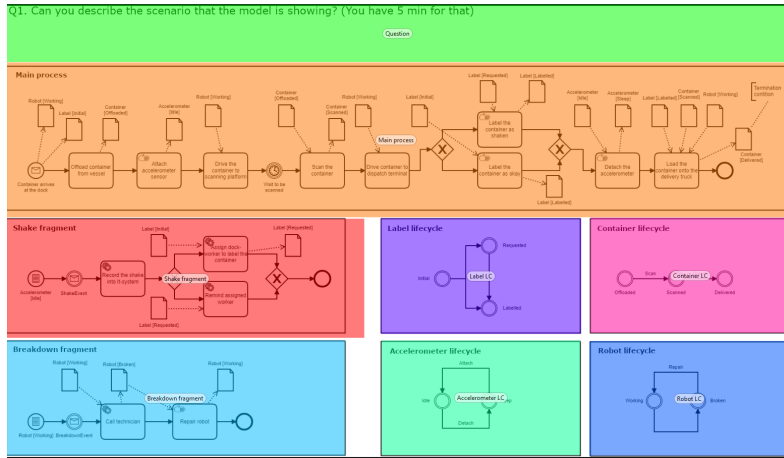 Q1. Can you describe the scenario that the model is showing? (You have 5 min for that)
Question
Main process
Robot [Working]
Label [Initial]
Container
[Offloaded]
Accelerometer
[Idle]
Robot [Working]
Container
[Offloaded]
Container
[Scanned]
Robot [Working]
Label [Initial]
Label [Requested]
Label [Labelled]
Accelerometer
[Idle]
Accelerometer
[Sleep]
Label [Labelled]
Container
[Scanned]
Robot [Working]
Termination
condition
Container arrives
at the dock
Offload container
from vessel
Attach
accelerometer
sensor
Drive the
container to
scanning platform
Wait to be
scanned
Scan the
container
Main process
Drive container to
dispatch terminal
Label the
container as
shaken
Label the
container as okay
Label [Labelled]
Detach the
accelerometer
Load the
container onto the
delivery truck
Container
[Delivered]
Shake fragment
Label [Initial]
Label [Requested]
Assign dock-
worker to label the
container
Accelerometer
[Idle]
ShakeEvent
Record the shake
into it-system
Shake fragment
Remind assigned
worker
Label [Requested]
Label lifecycle
Requested
Initial
Label LC
Labelled
Container lifecycle
Scan
Container LC
Offloaded
Scanned
Delivered
Breakdown fragment
Robot [Working]
Robot [Broken]
Robot [Working]
Breakdown fragment
Call technician
Repair robot
Robot [Working]
BreakdownEvent
Accelerometer lifecycle
Attach
Idle
Accelerometer LC
Detach
Robot lifecycle
Repair
Working
Robot LC
Broken